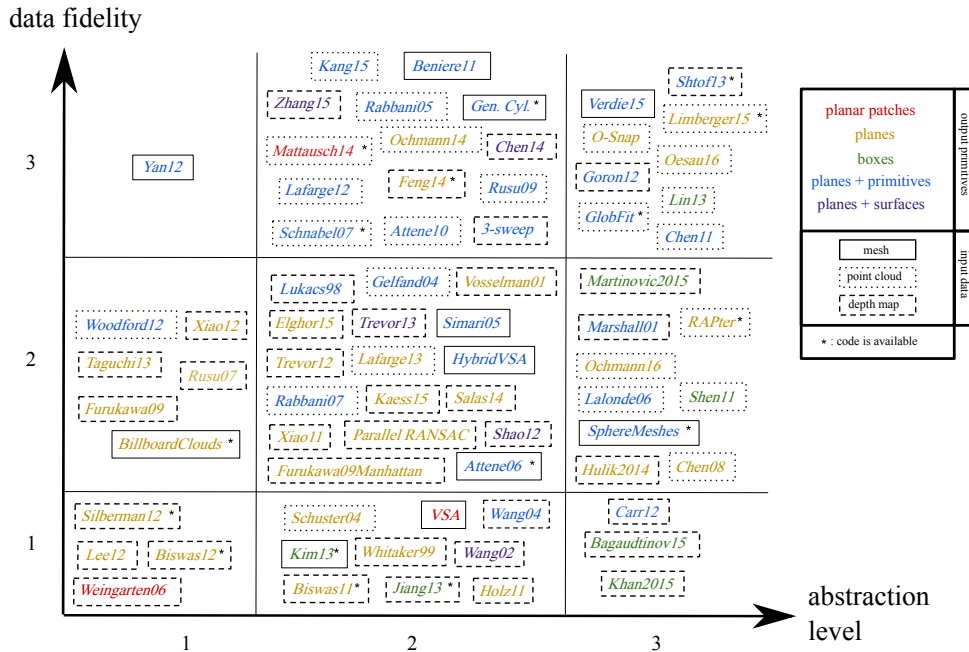 data fidelity
3
2
1
Yan12
Kang15
Beniere11
Zhang15
Rabbani05
Gen. Cyl. *
Mattausch14 *
Ochmann14
Chen14
Lafarge12
Feng14 *
Rusu09
Schnabel07 *
Attene10
3-sweep
Shtof13 *
Verdie15
Limberger15 *
O-Snap
Oesau16
Goron12
Lin13
GlobFit *
Chen11
Woodford12
Xiao12
Taguchi13
Rusu07
Furukawa09
BillboardClouds *
Lukacs98
Gelfand04
Vosselman01
Elghor15
Trevor13
Simari05
Trevor12
Lafarge13
HybridVSA
Rabbani07
Kaess15
Salas14
Xiao11
Parallel RANSAC
Shao12
Furukawa09Manhattan
Attene06 *
Martinovic2015
Marshall01
RAPter *
Ochmann16
Lalonde06
Shen11
SphereMeshes *
Hulik2014
Chen08
Silberman12 *
Lee12
Biswas12 *
Weingarten06
Schuster04
VSA
Wang04
Kim13*
Whitaker99
Wang02
Biswas11 *
Jiang13 *
Holz11
Carr12
Bagaudtinov15
Khan2015
1
2
3
abstraction
level
planar patches
planes
boxes
planes + primitives
planes + surfaces
output primitives
mesh
point cloud
depth map
input data
* : code is available